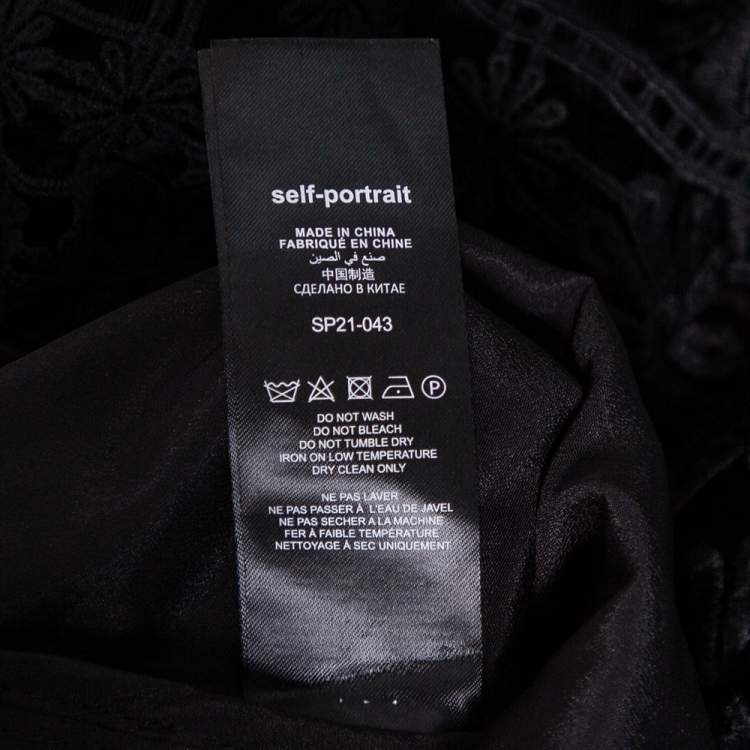 self-portrait
MADE IN CHINA
FABRIQUÉ EN CHINE
صنع في الصين
中国制造
СДЕЛАНО В КИТАЕ
SP21-043
P
DO NOT WASH
DO NOT BLEACH
DO NOT TUMBLE DRY
IRON ON LOW TEMPERATURE
DRY CLEAN ONLY
NE PAS LAVER
NE PAS PASSER À L'EAU DE JAVEL
NE PAS SECHER A LA MACHINE
FER À FAIBLE TEMPÉRATURE
NETTOYAGE À SEC UNIQUEMENT